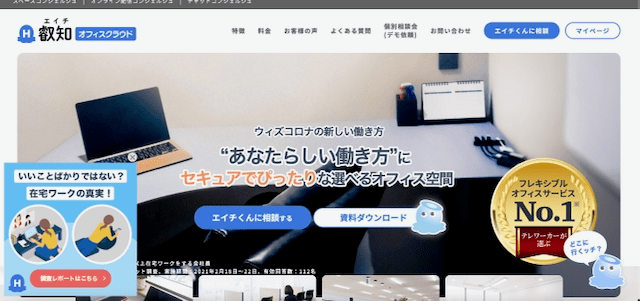 スペースコンシェルジュ | オンライン配信コンシェルジュ | チャットコンシェルジュ
エイチ
叡知 オフィスクラウド
特徴 料金 お客様の声 よくある質問 個別相談会 お問い合わせ
(デモ依頼)
エイチくんに相談
マイページ
ウィズコロナの新しい働き方
“あなたらしい働き方”に
セキュアでぴったりな選べるオフィス空間
エイチくんに相談する
資料ダウンロード
フレキシブル
オフィスサービス
No.1
テレワーカーが
選ぶ
どこに
行くッチ?
いいことばかりではない?
在宅ワークの真実!
調査レポートはこちら
以上在宅ワークをする会社員
ット調査、実施期間:2021年2月18日~22日、有効回答数:112名